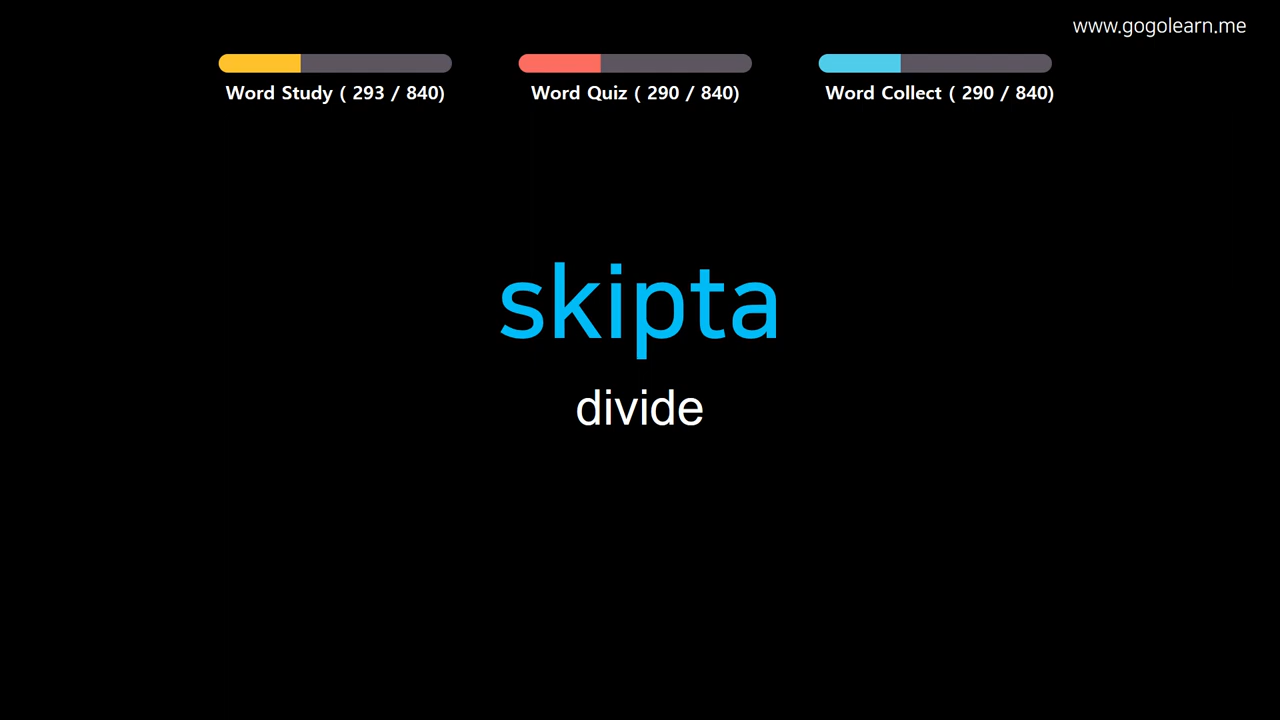 www.gogolearn.me
Word Study ( 293 / 840)
Word Quiz ( 290 / 840)
Word Collect ( 290 / 840)
skipta
divide